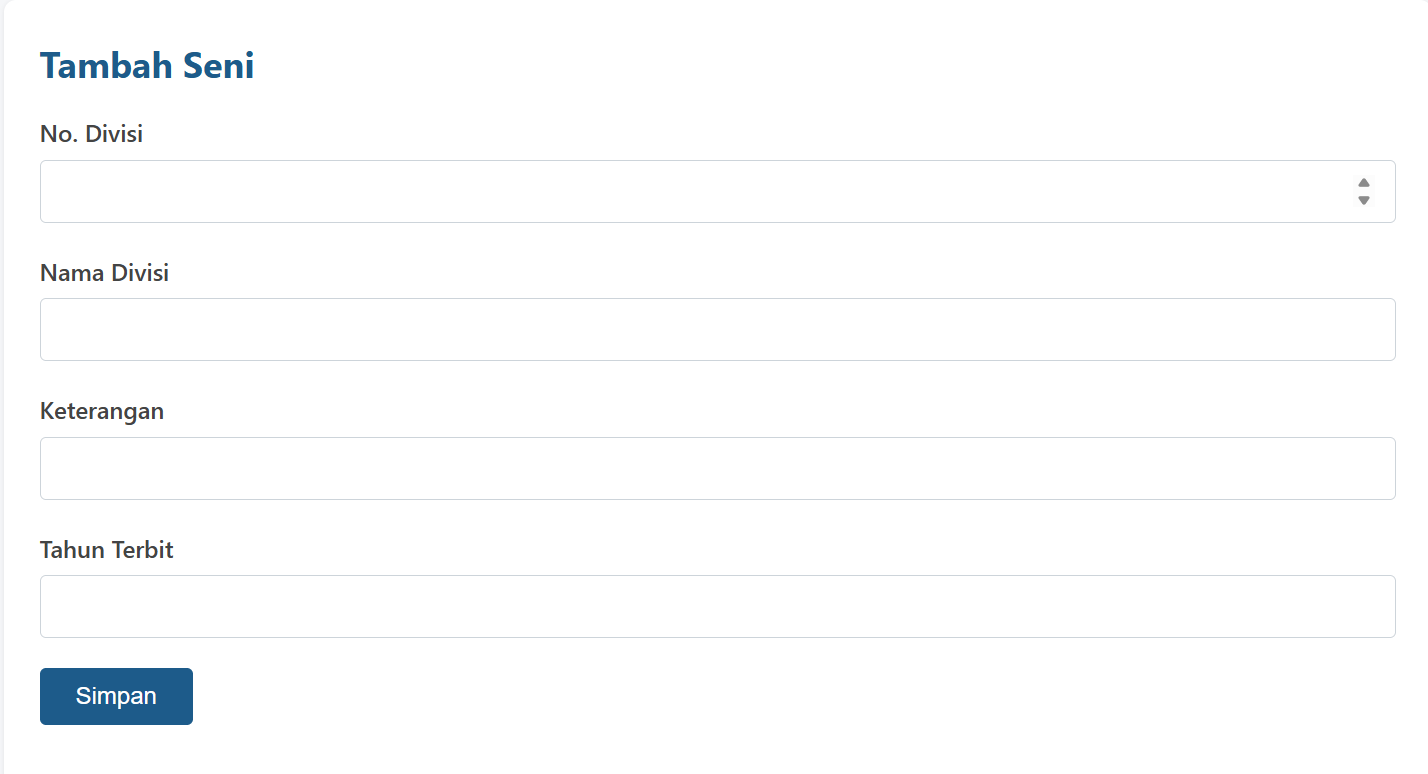 Tambah Seni
No. Divisi
Nama Divisi
Keterangan
Tahun Terbit
Simpan